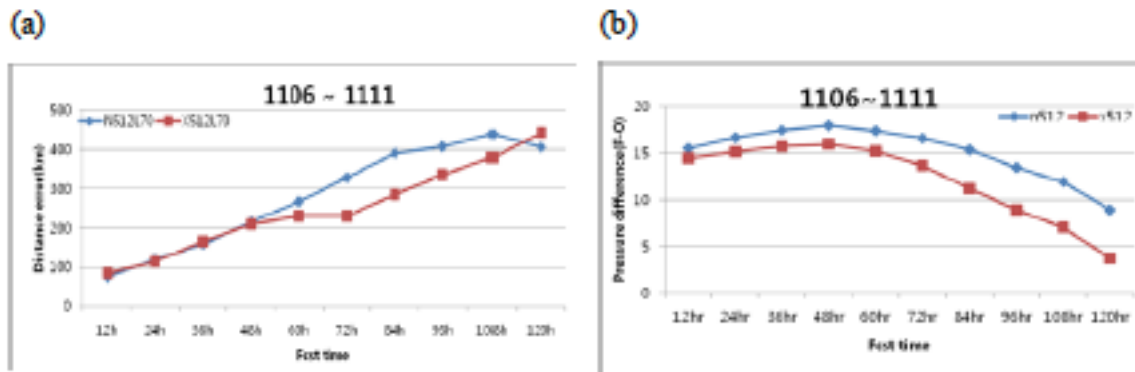 (a)
1106 ~ 1111
N512L70
Distance error(km)
500
400
300
200
100
0
12h 24h 36h 48h 60h 72h 84h 96h 108h 120h
Fcst time
(b)
1106~1111
Pressure difference(F-O)
20
15
10
5
0
12hr 24hr 36hr 48hr 60hr 72hr 84hr 96hr 108hr 120hr
Fcst time